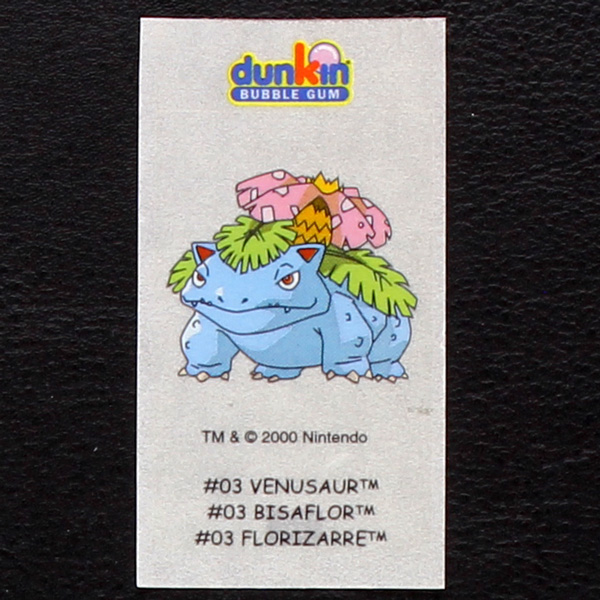 dunkin
BUBBLE GUM
TM & © 2000 Nintendo
#03 VENUSAUR™
#03 BISAFLOR™
#03 FLORIZARRE™